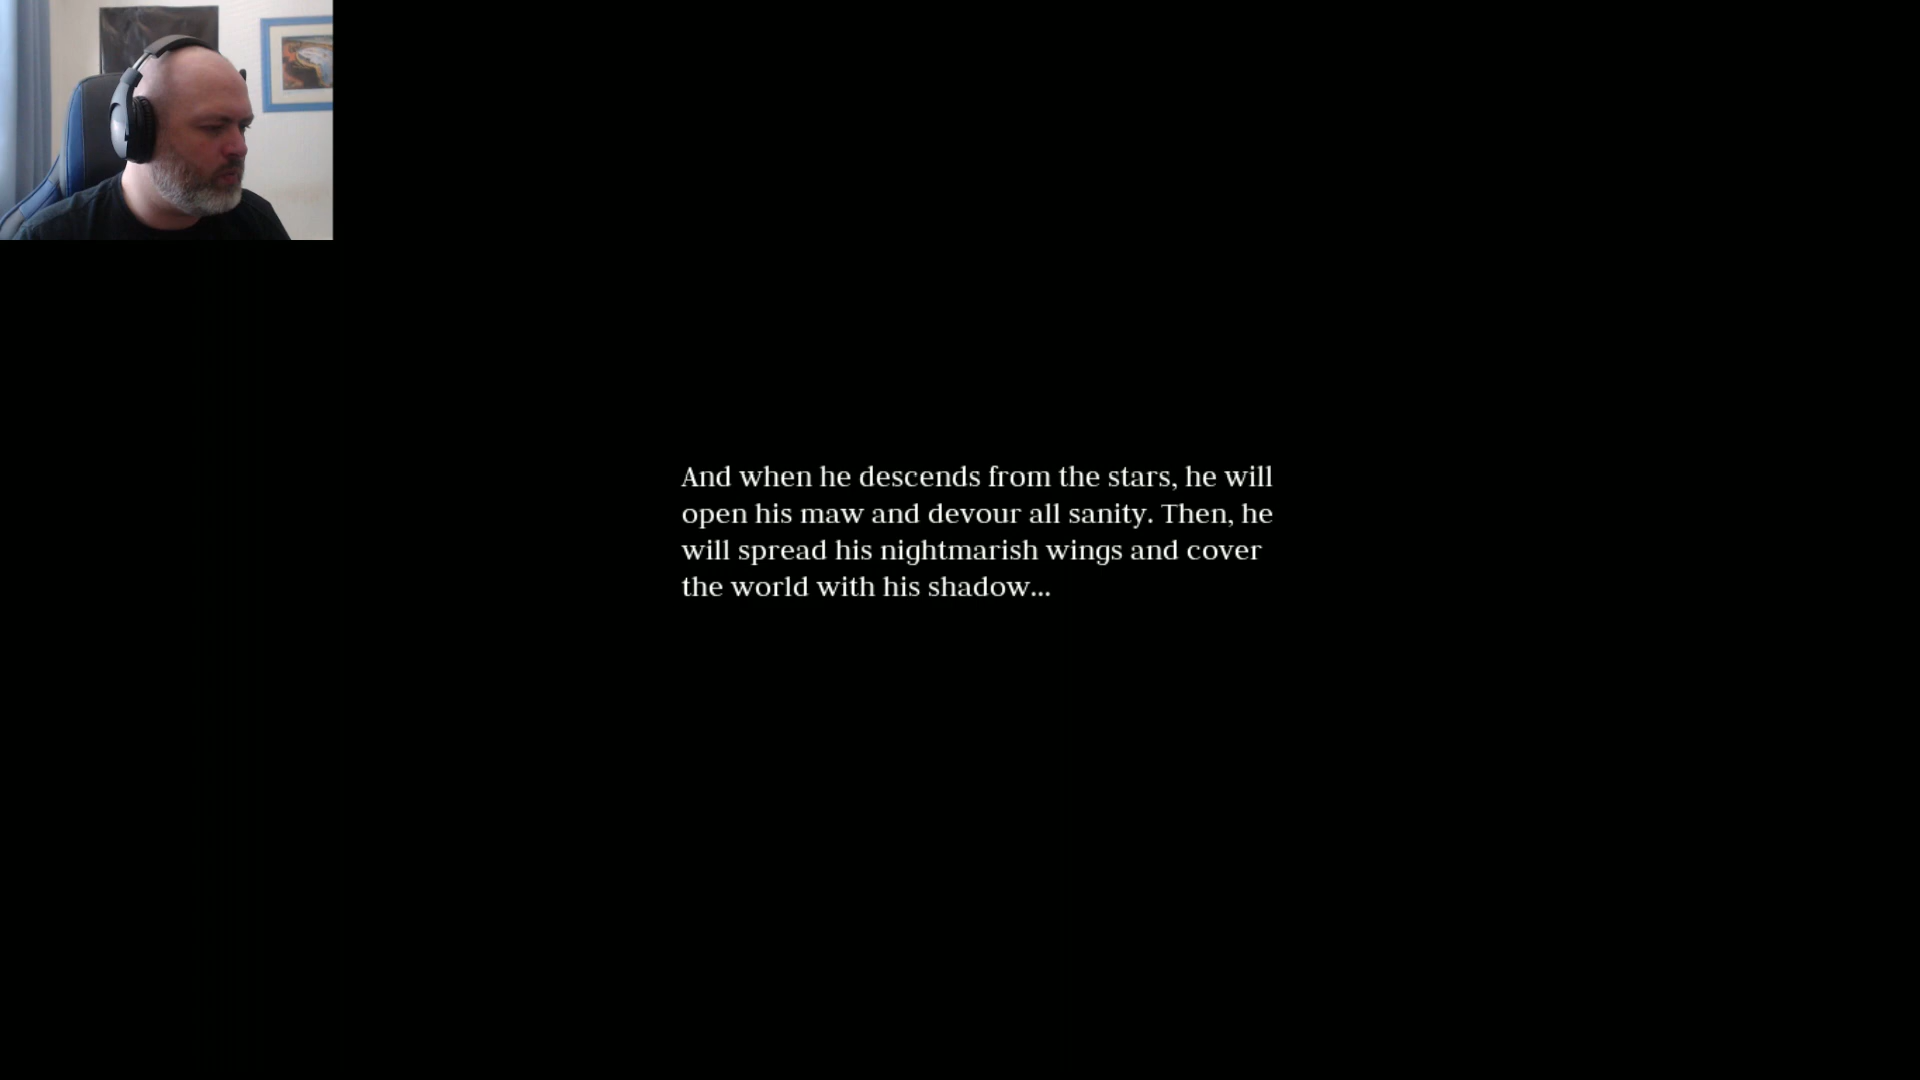 And when he descends from the stars, he will
open his maw and devour all sanity. Then, he
will spread his nightmarish wings and cover
the world with his shadow...